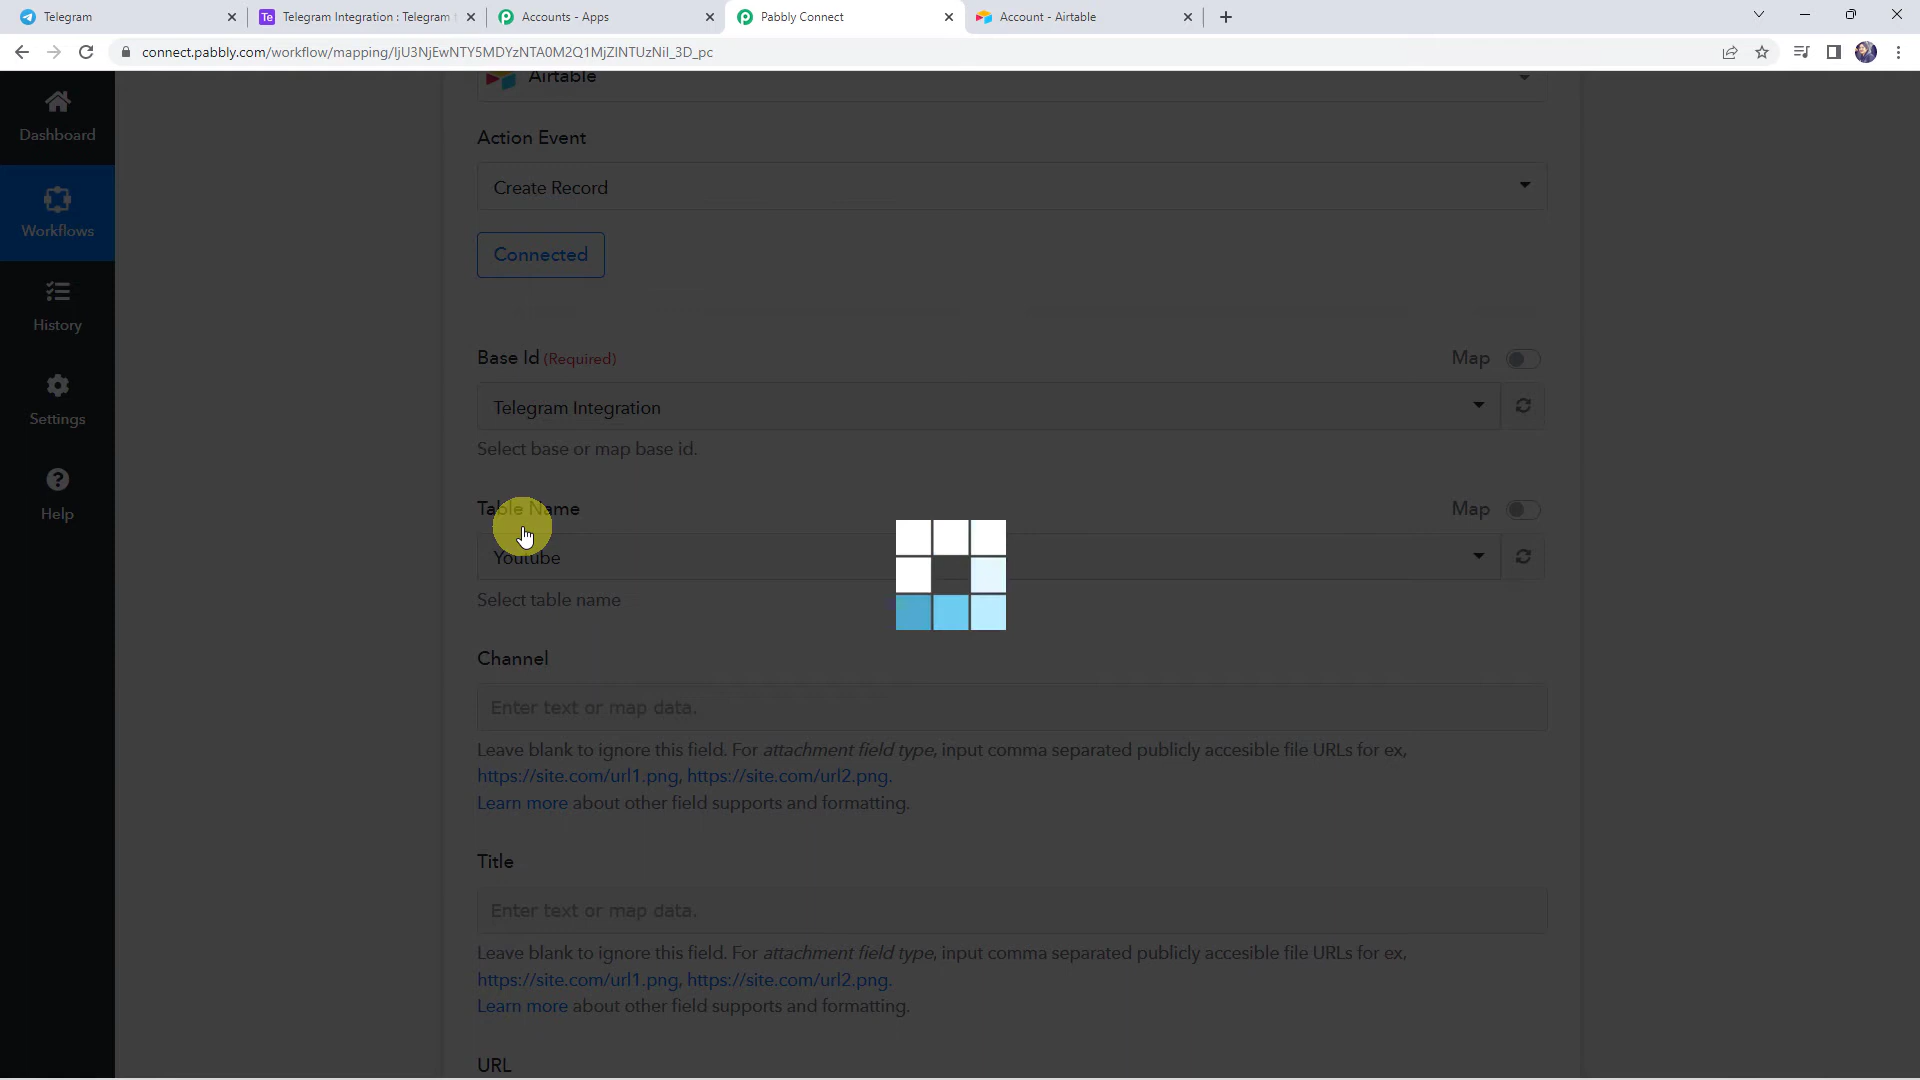 Telegram
Te
Telegram Integration : Telegram t
Accounts - Apps
Pabbly Connect
Account - Airtable
connect.pabbly.com/workflow/mapping/IjU3NjEwNTY5MDYzNTA0M2Q1MjZlNTUzNiI_3D_pc
Dashboard
Workflows
History
Settings
Help
Airtable
Action Event
Create Record
Connected
Base Id (Required)
Map
Telegram Integration
Select base or map base id.
Table Name
Map
Youtube
Select table name
Channel
Enter text or map data.
Leave blank to ignore this field. For attachment field type, input comma separated publicly accesible file URLs for ex,
https://site.com/url1.png, https://site.com/url2.png.
Learn more about other field supports and formatting.
Title
Enter text or map data.
Leave blank to ignore this field. For attachment field type, input comma separated publicly accesible file URLs for ex,
https://site.com/url1.png, https://site.com/url2.png.
Learn more about other field supports and formatting.
URL